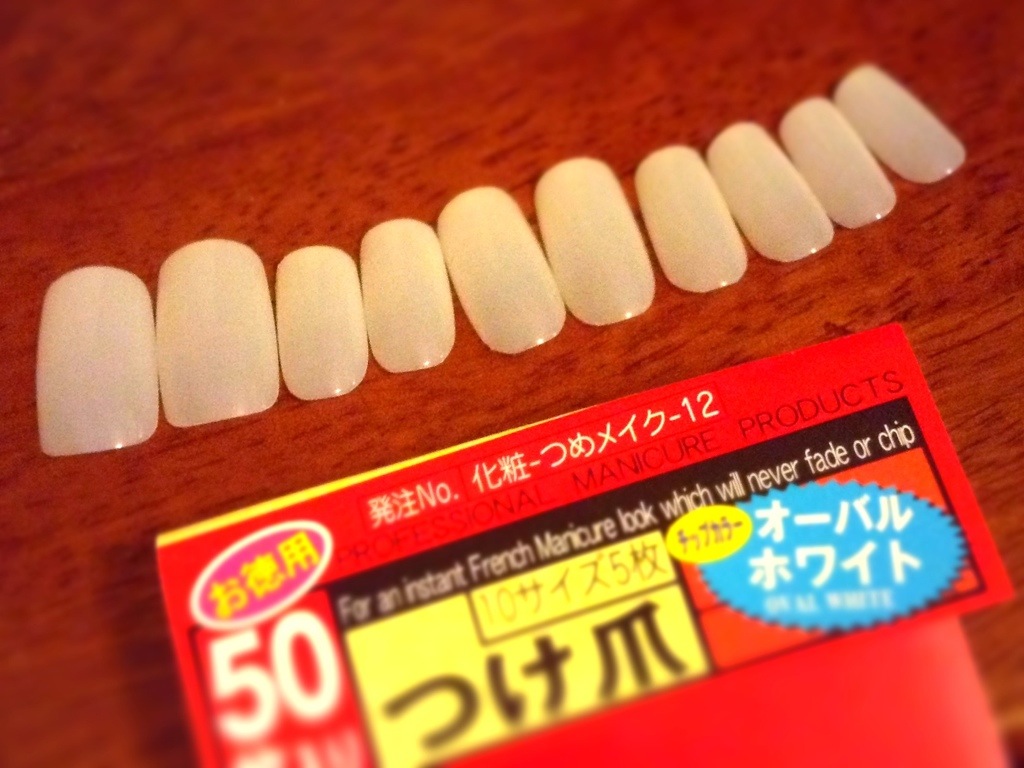 発注No. 化粧-つめメイク-12
PROFESSIONAL MANICURE PRODUCTS
For an instant French Manicure look which will never fade or chip
お徳用
50
10サイズ5枚
つけ爪
チップカラー
オーバル
ホワイト
OVAL WHITE